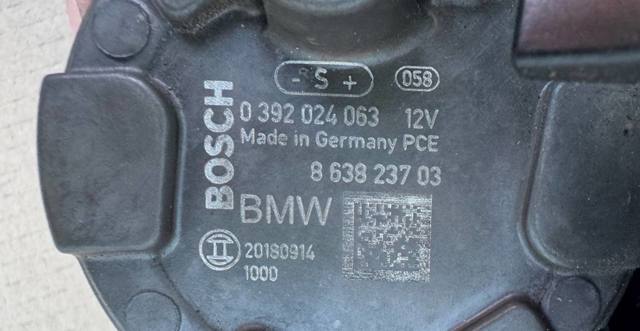 - S +
058
BOSCH
0 392 024 063 12V
Made in Germany PCE
8 638 237 03
BMW
20180914
1000